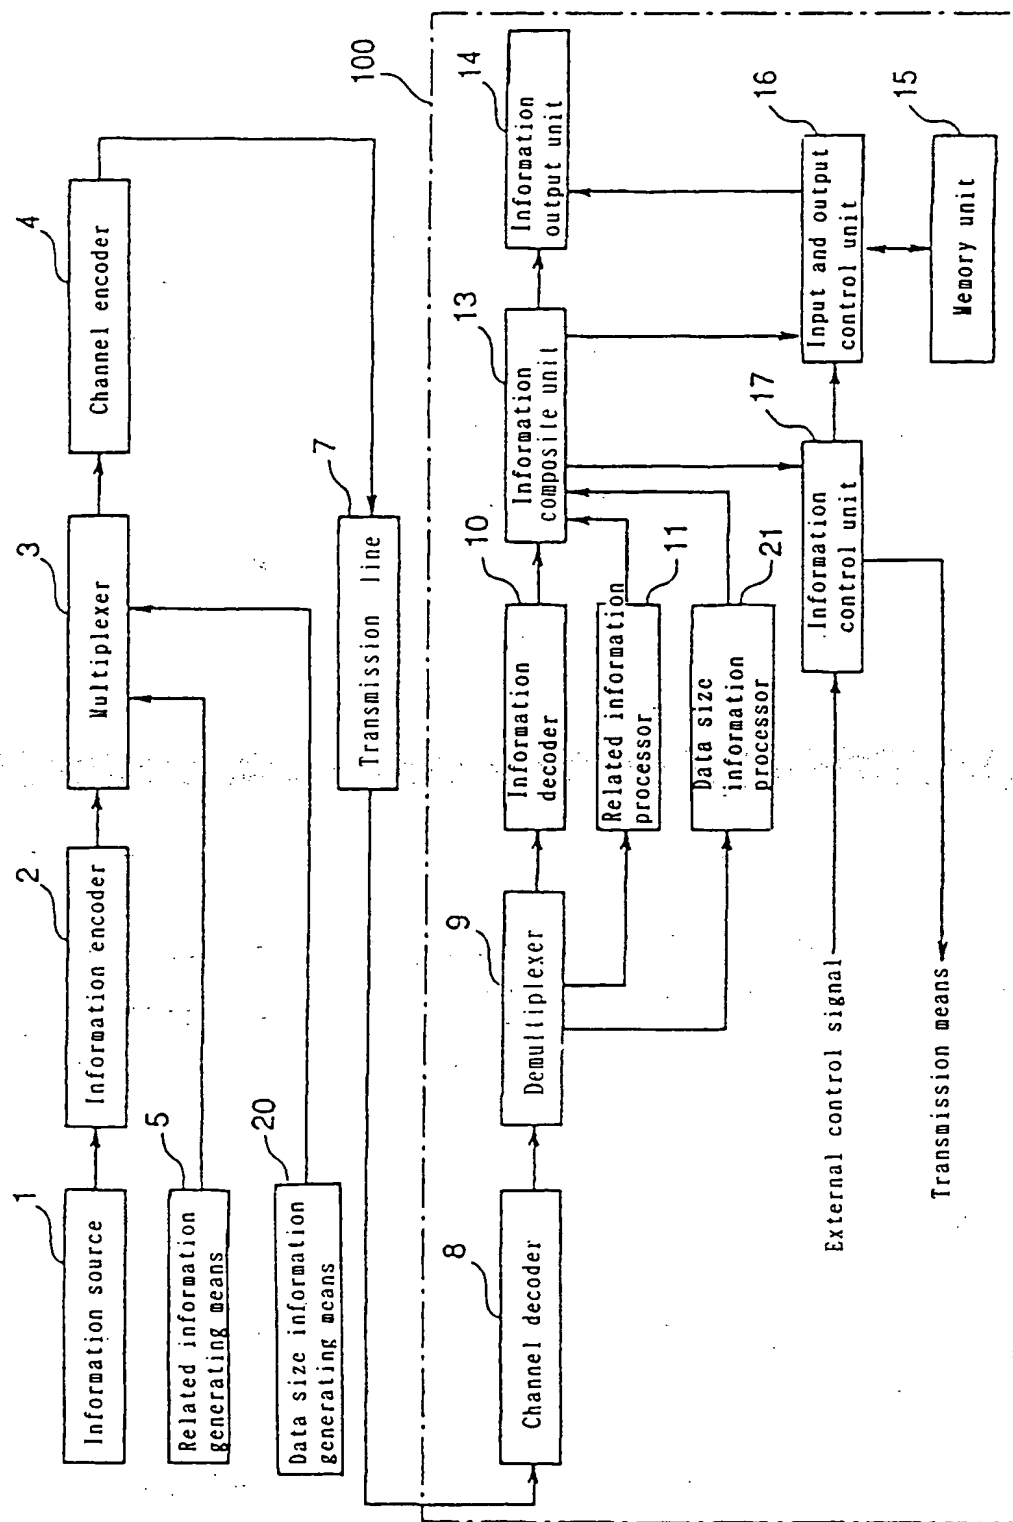 1
Information source
2
Information encoder
3
Multiplexer
4
Channel encoder
5
Related information
generating means
20
Data size information
generating means
7
Transmission line
100
8
Channel decoder
9
Demultiplexer
10
Information
decoder
11
Related information
processor
21
Data size
information
processor
13
Information
composite unit
14
Information
output unit
External control signal
Transmission means
17
Information
control unit
16
Input and output
control unit
15
Memory unit